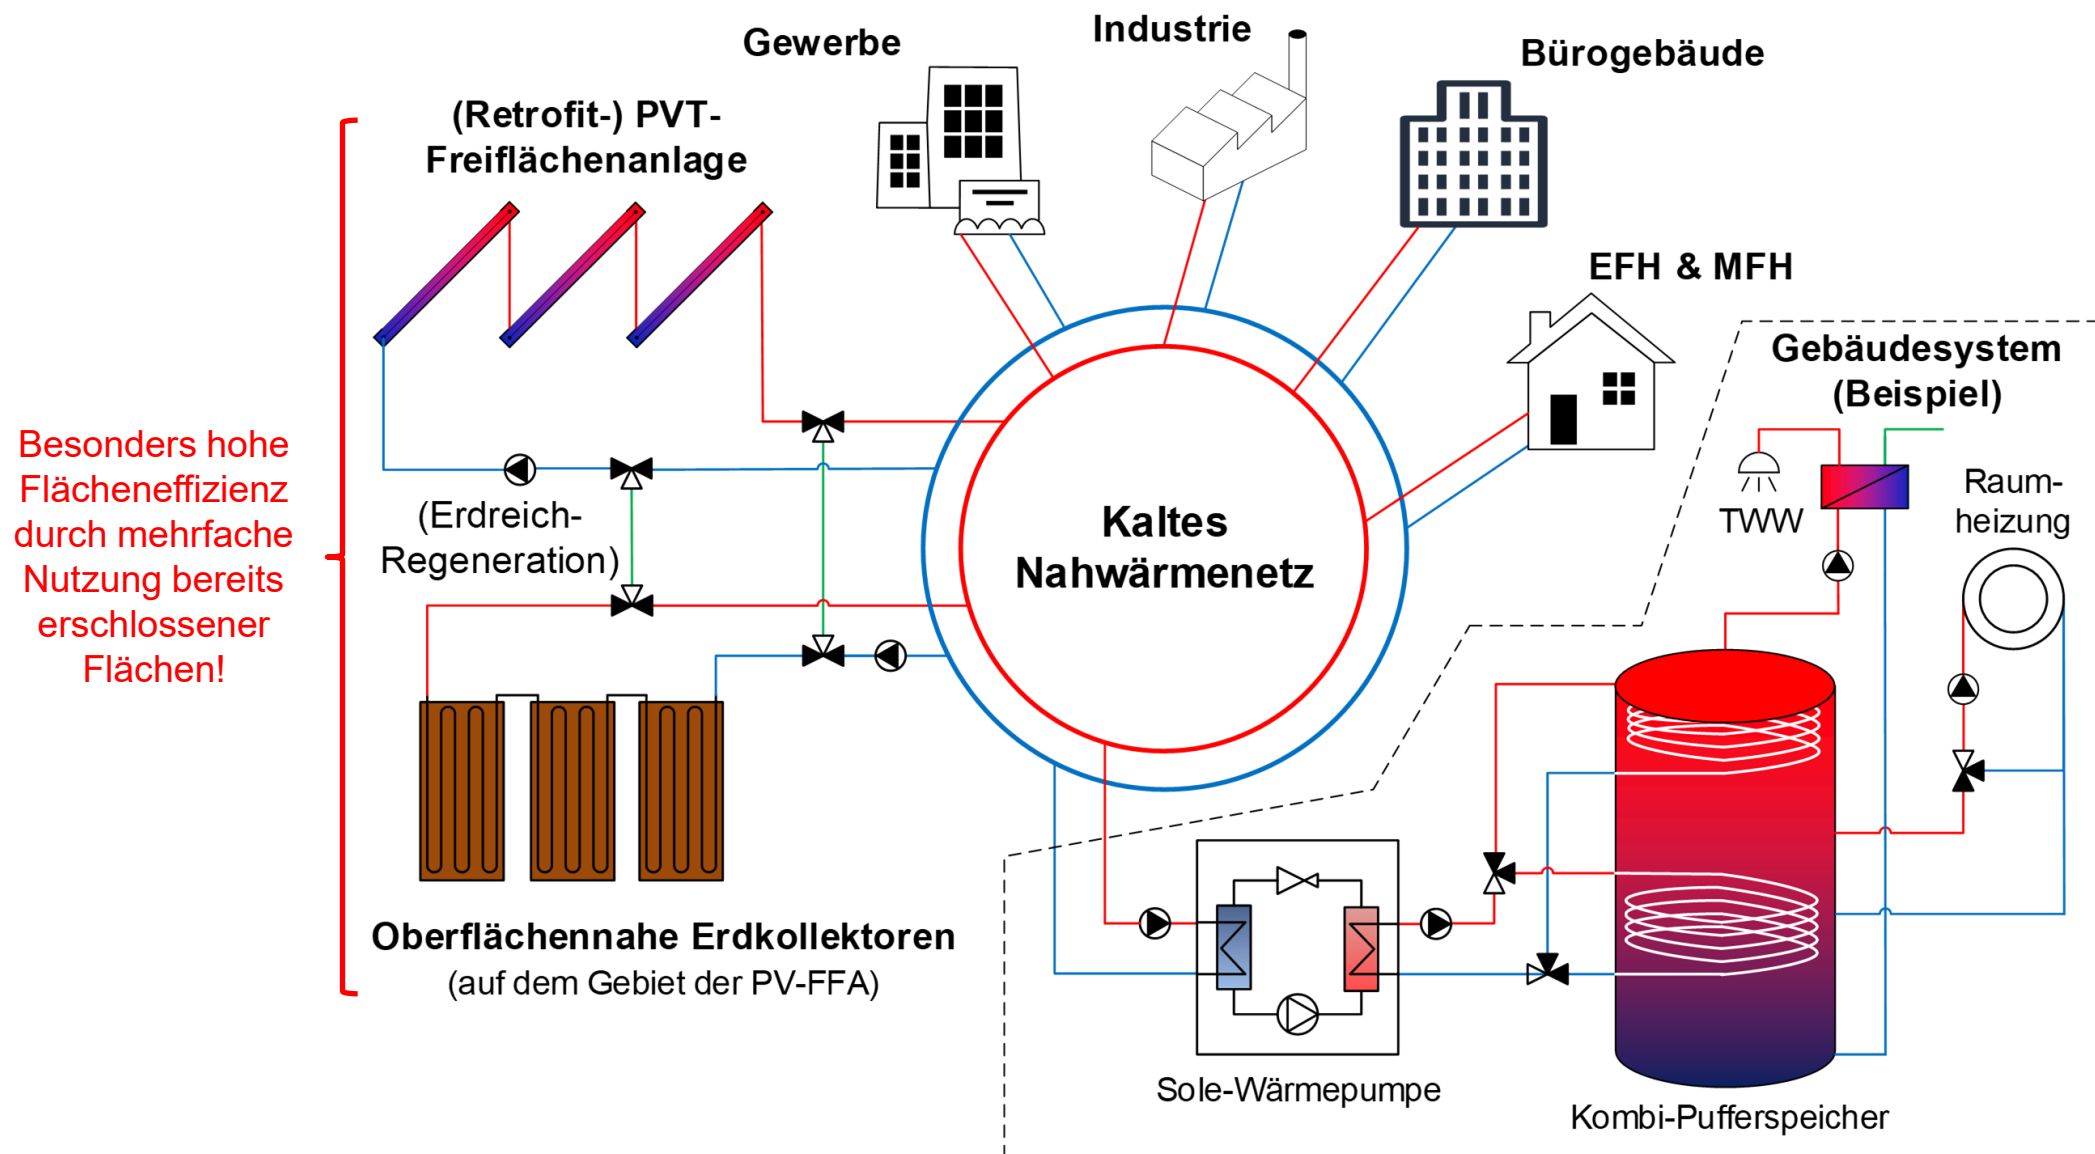 Gewerbe
Industrie
Bürogebäude
(Retrofit-) PVT-
Freiflächenanlage
EFH & MFH
Gebäudesystem
(Beispiel)
Besonders hohe
Flächeneffizienz
durch mehrfache
Nutzung bereits
erschlossener
Flächen!
(Erdreich-
Regeneration)
Kaltes
Nahwärmenetz
TWW
Raum-
heizung
Oberflächennahe Erdkollektoren
(auf dem Gebiet der PV-FFA)
Sole-Wärmepumpe
Kombi-Pufferspeicher